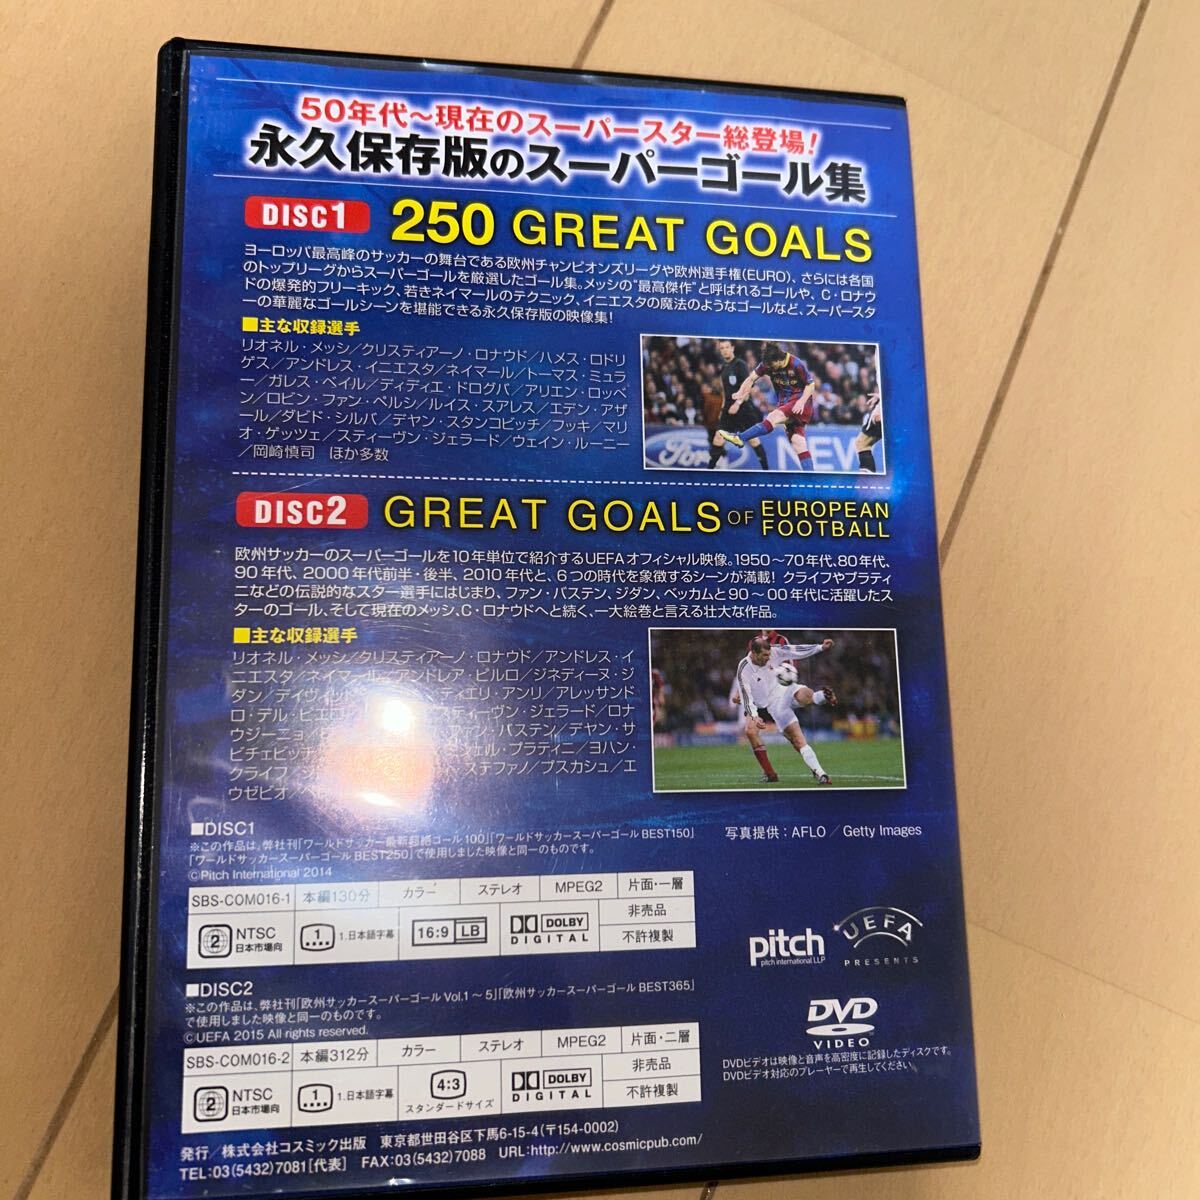 50年代～現在のスーパースター総登場!
永久保存版のスーパーゴール集
DISC1 250 GREAT GOALS
ヨーロッパ最高峰のサッカーの舞台である欧州チャンピオンズリーグや欧州選手権(EURO)、さらには各国
のトップリーグからスーパーゴールを厳選したゴール集。メッシの"最高傑作"と呼ばれるゴールや、C・ロナウ
ドの爆発的フリーキック、若きネイマールのテクニック、イニエスタの魔法のようなゴールなど、スーパースタ
ーの華麗なゴールシーンを堪能できる永久保存版の映像集!
■主な収録選手
リオネル・メッシ／クリスティアーノ・ロナウド／ハメス・ロドリ
ゲス／アンドレス・イニエスタ／ネイマール／トーマス・ミュラ
ー／ガレス・ベイル／ディディエ・ドログバ／アリエン・ロッベ
ン／ロビン・ファン・ペルシ／ルイス・スアレス／エデン・アザ
ール／ダビド・シルバ／デヤン・スタンコビッチ／フッキ／マリ
オ・ゲッツェ／スティーヴン・ジェラード／ウェイン・ルーニー
／岡崎慎司 ほか多数
Ford
NEW
DISC2 GREAT GOALS OF EUROPEAN FOOTBALL
欧州サッカーのスーパーゴールを10年単位で紹介するUEFAオフィシャル映像。1950～70年代、80年代、
90年代、2000年代前半・後半、2010年代と、6つの時代を象徴するシーンが満載! クライフやプラティ
ニなどの伝説的なスター選手にはじまり、ファン・バステン、ジダン、ベッカムと90～00年代に活躍したス
ターのゴール、そして現在のメッシ、C・ロナウドへと続く、一大絵巻と言える壮大な作品。
■主な収録選手
リオネル・メッシ／クリスティアーノ・ロナウド／アンドレス・イ
ニエスタ／ネイマール／アンドレア・ピルロ／ジネディーヌ・ジ
ダン／デイヴィッド ティエリ・アンリ／アレッサンド
ロ・デル・ピエロ スティーヴン・ジェラード／ロナ
ウジーニョ／ ファン・バステン／デヤン・サ
ビチェビッチ ミシェル・プラティニ／ヨハン・
クライフ／ ステファノ／プスカシュ／エ
ウゼビオ／
■DISC1
※この作品は、弊社刊「ワールドサッカー最新超絶ゴール100」「ワールドサッカースーパーゴールBEST150」
「ワールドサッカースーパーゴールBEST250」で使用しました映像と同一のものです。
©Pitch International 2014
写真提供：AFLO／Getty Images
SBS-COM016-1 本編130分 カラー ステレオ MPEG2 片面・一層
2 NTSC 日本市場向 1 1.日本語字幕 16:9 LB DOLBY DIGITAL 非売品
不許複製
pitch
pitch international LLP
UEFA
PRESENTS
■DISC2
※この作品は、弊社刊「欧州サッカースーパーゴール Vol.1～5」「欧州サッカースーパーゴール BEST365」
で使用しました映像と同一のものです。
©UEFA 2015 All rights reserved.
SBS-COM016-2 本編312分 カラー ステレオ MPEG2 片面・二層
2 NTSC 日本市場向 1 1.日本語字幕 4:3 スタンダードサイズ DOLBY DIGITAL 非売品
不許複製
DVD
VIDEO
DVDビデオは映像と音声を高密度に記録したディスクです。
DVDビデオ対応のプレーヤーで再生してください。
発行／株式会社コスミック出版 東京都世田谷区下馬6-15-4(〒154-0002)
TEL:03(5432)7081[代表] FAX:03(5432)7088 URL:http://www.cosmicpub.com/